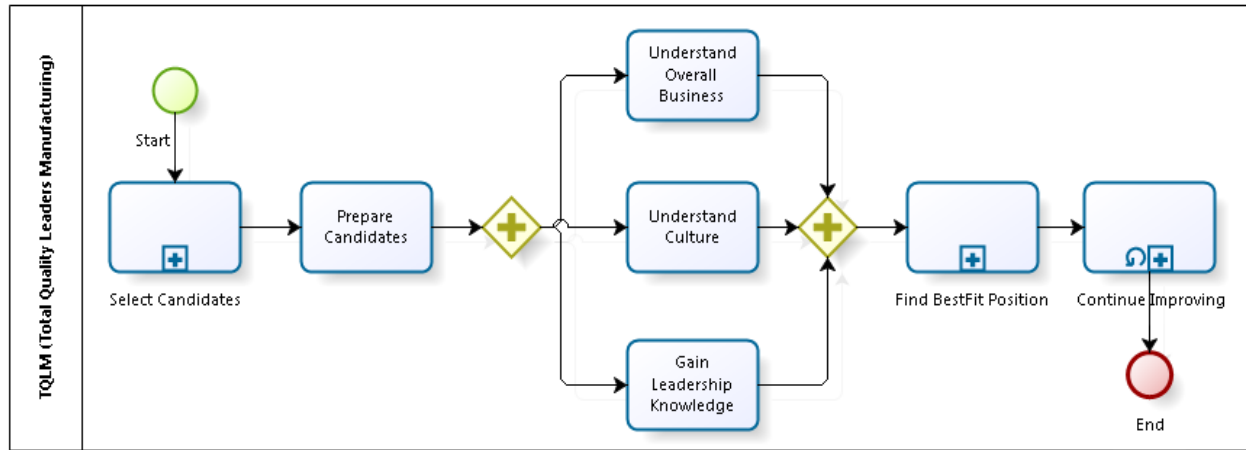 TQLM (Total Quality Leaders Manufacturing)
Start
Select Candidates
Prepare
Candidates
Understand
Overall
Business
Understand
Culture
Gain
Leadership
Knowledge
Find BestFit Position
Continue Improving
End